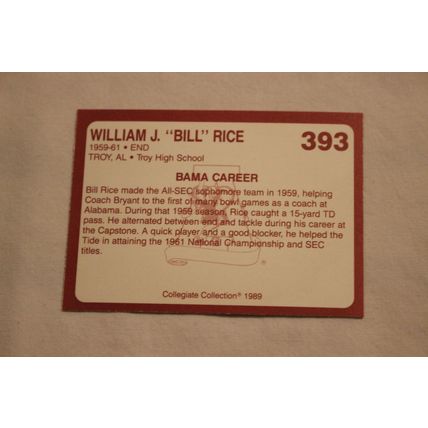 WILLIAM J. "BILL" RICE
393
1959-61 • END
TROY, AL • Troy High School
BAMA CAREER
Bill Rice made the All-SEC sophomore team in 1959, helping
Coach Bryant to the first of many bowl games as a coach at
Alabama. During that 1959 season, Rice caught a 15-yard TD
pass. He alternated between end and tackle during his career at
the Capstone. A quick player and a good blocker, he helped the
Tide in attaining the 1961 National Championship and SEC
titles.
Collegiate Collection® 1989